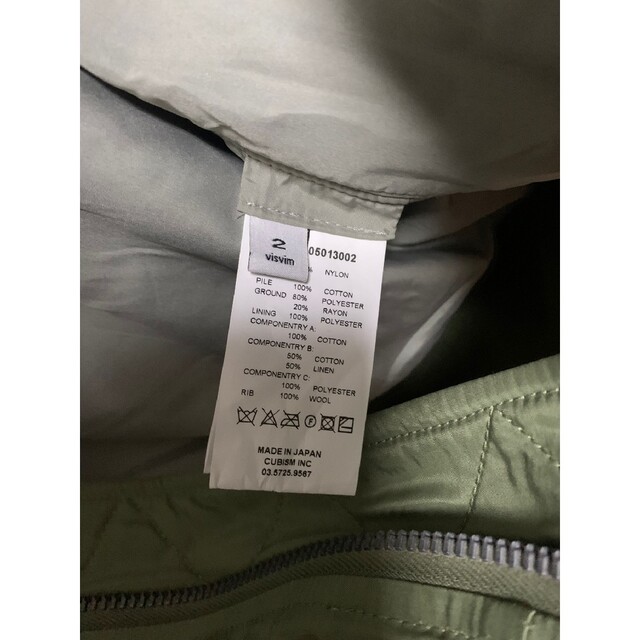 2
visvim
05013002
NYLON
PILE 100% COTTON
GROUND 80% POLYESTER
20% RAYON
LINING 100% POLYESTER
COMPONENTRY A:
100% COTTON
COMPONENTRY B:
50% COTTON
50% LINEN
COMPONENTRY C:
100% POLYESTER
RIB 100% WOOL
MADE IN JAPAN
CUBISM INC
03.5725.9567